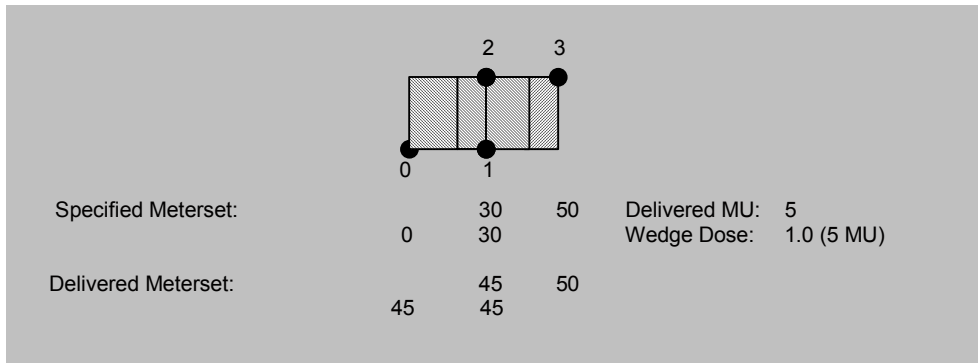 2 3
0 1
Specified Meterset: 30 50 Delivered MU: 5
0 30 Wedge Dose: 1.0 (5 MU)
Delivered Meterset: 45 50
45 45